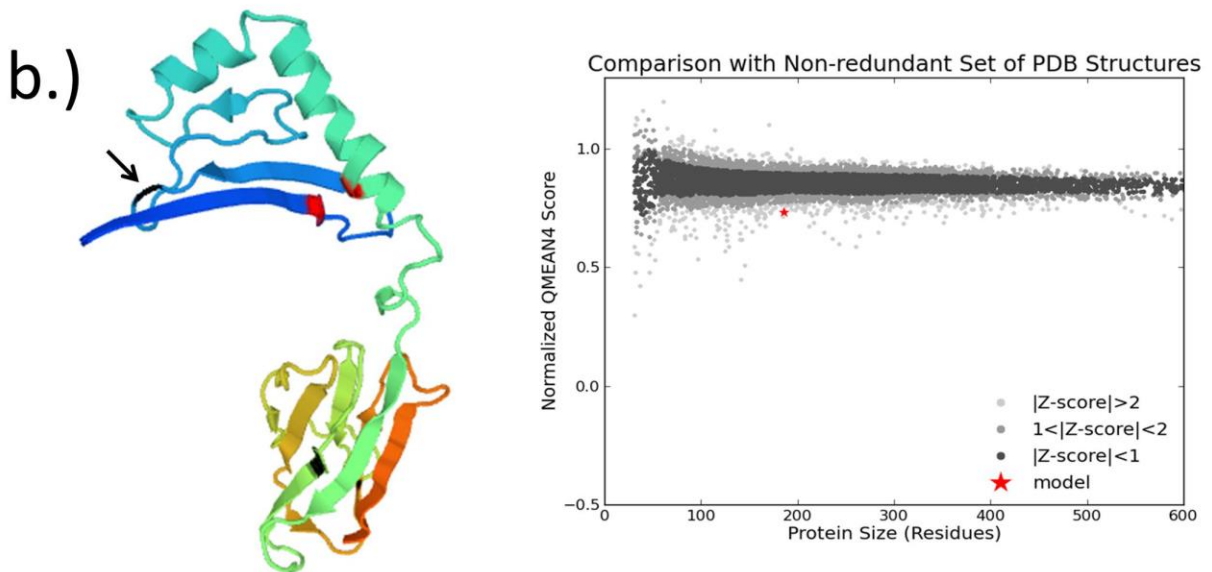 b.)
Comparison with Non-redundant Set of PDB Structures
Normalized QMEAN4 Score
1.0
0.5
0.0
−0.5
|Z-score|>2
1<|Z-score|<2
|Z-score|<1
model
0 100 200 300 400 500 600
Protein Size (Residues)